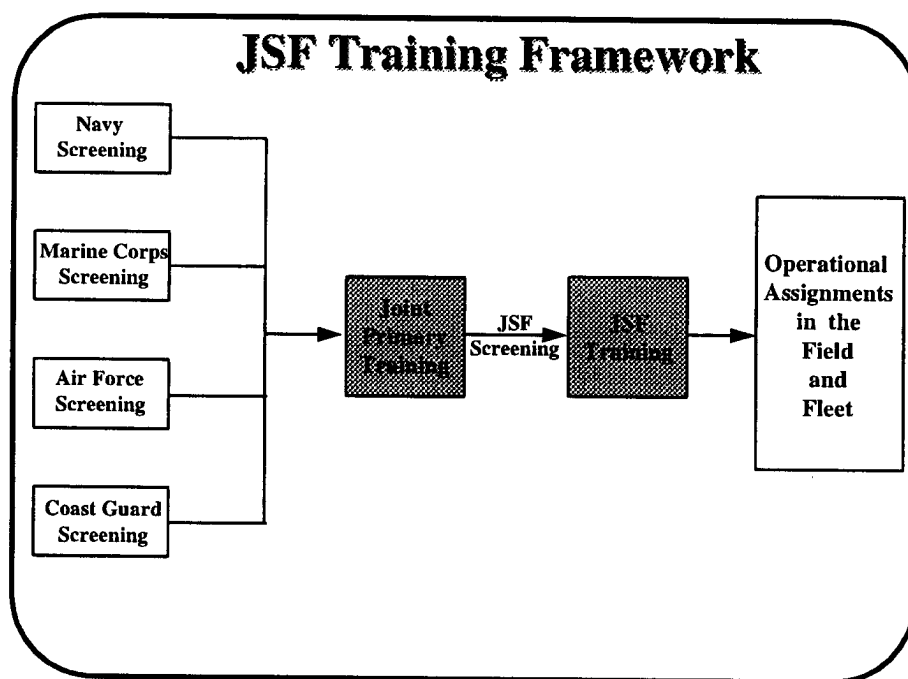 JSF Training Framework
Navy
Screening
Marine Corps
Screening
Air Force
Screening
Coast Guard
Screening
Joint
Primary
Training
JSF
Screening
JSF
Training
Operational
Assignments
in the
Field
and
Fleet